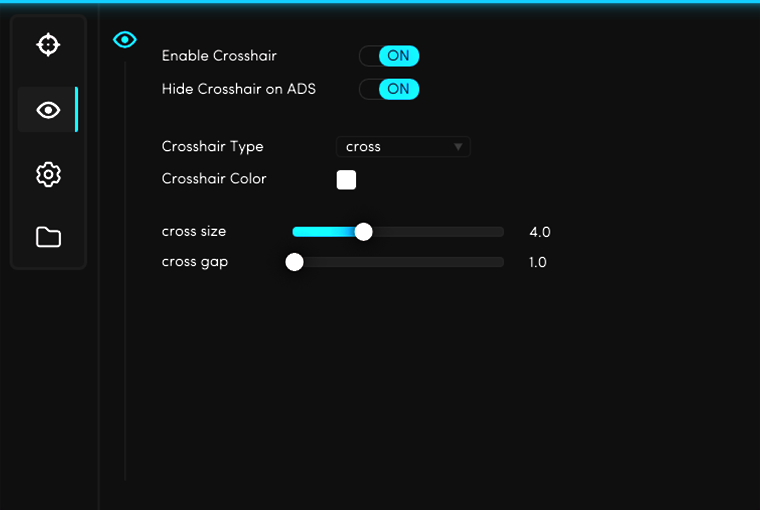 Enable Crosshair ON
Hide Crosshair on ADS ON
Crosshair Type cross
Crosshair Color
cross size 4.0
cross gap 1.0